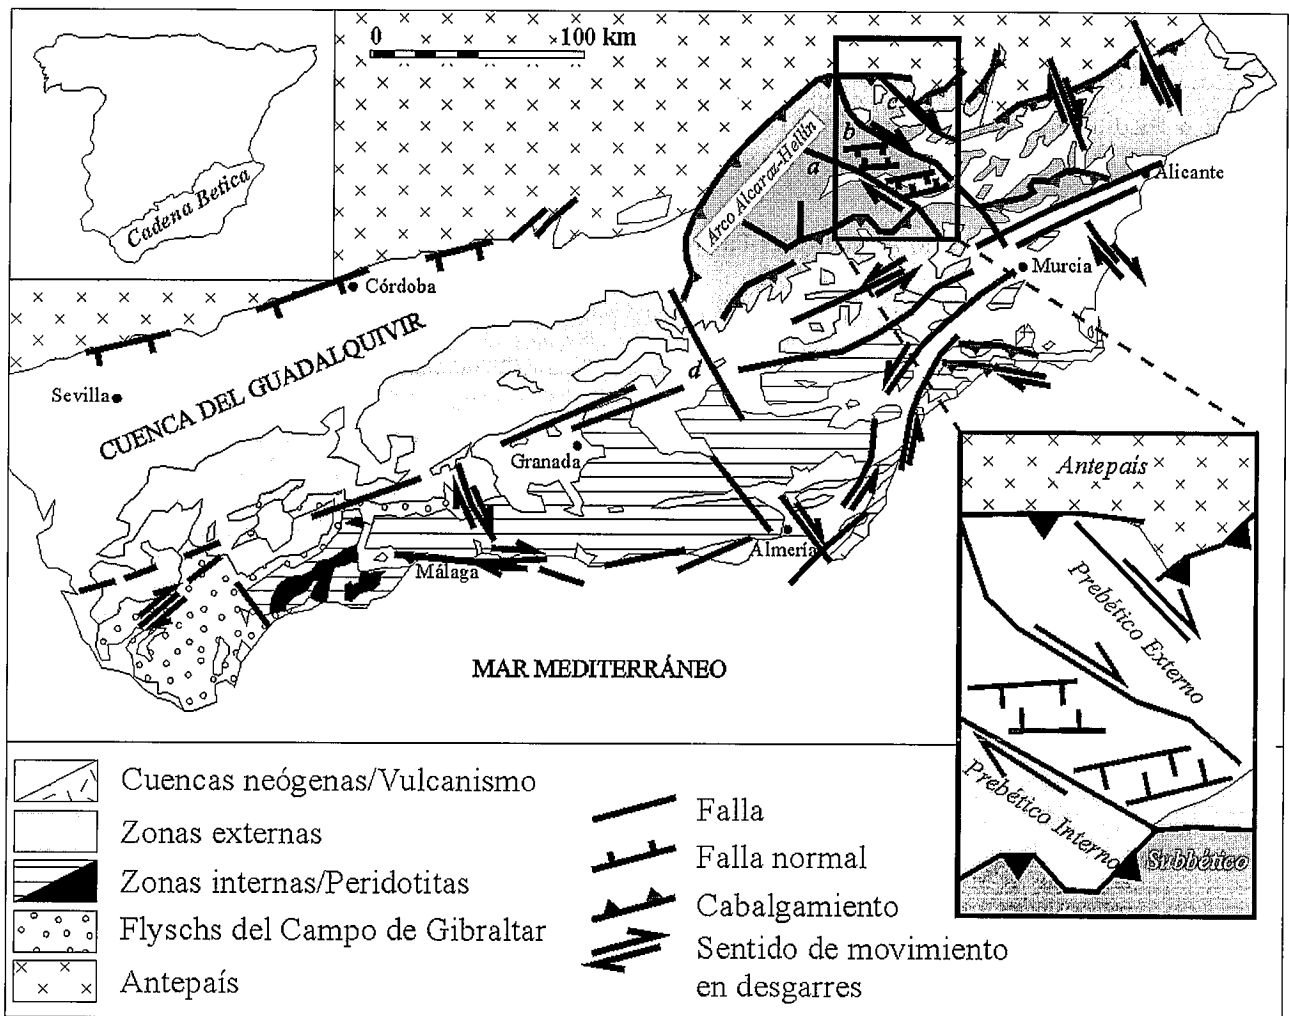 0 100 km
Cadena Betica
Arco Alcaraz-Hellín
a
b
c
d
Alicante
Murcia
Córdoba
Sevilla
CUENCA DEL GUADALQUIVIR
Granada
Almería
Málaga
MAR MEDITERRÁNEO
Antepaís
Prebético Externo
Prebético Interno
Subbético
Cuencas neógenas/Vulcanismo
Zonas externas
Zonas internas/Peridotitas
Flyschs del Campo de Gibraltar
Antepaís
Falla
Falla normal
Cabalgamiento
Sentido de movimiento
en desgarres